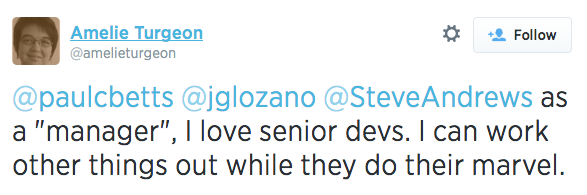 Amelie Turgeon
@amelieturgeon
Follow
@paulcbetts @jglozano @SteveAndrews as
a "manager", I love senior devs. I can work
other things out while they do their marvel.